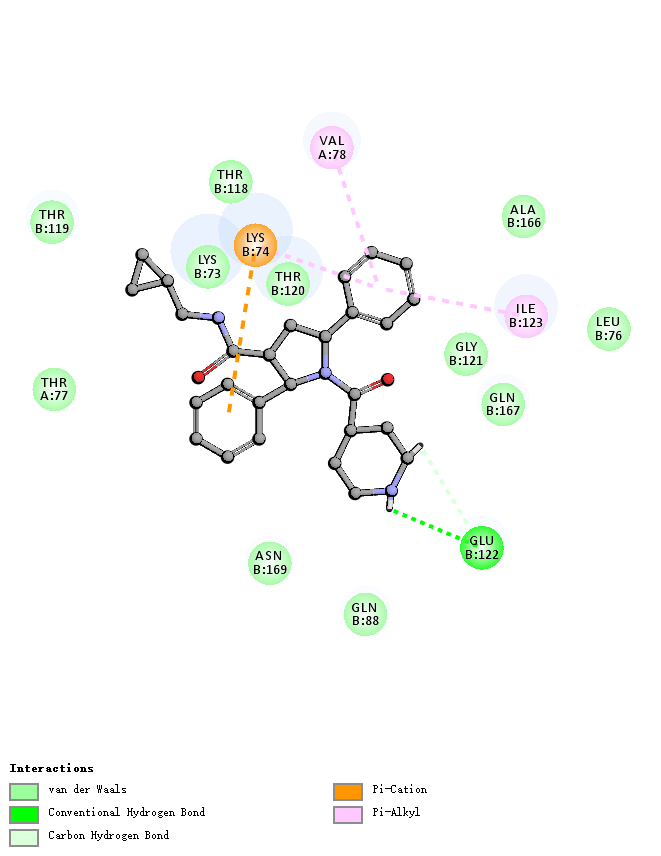 VAL
A:78
THR
B:118
THR
B:119
ALA
B:166
LYS
B:74
LYS
B:73
THR
B:120
ILE
B:123
LEU
B:76
GLY
B:121
THR
A:77
GLN
B:167
GLU
B:122
ASN
B:169
GLN
B:88
Interactions
van der Waals
Conventional Hydrogen Bond
Carbon Hydrogen Bond
Pi-Cation
Pi-Alkyl